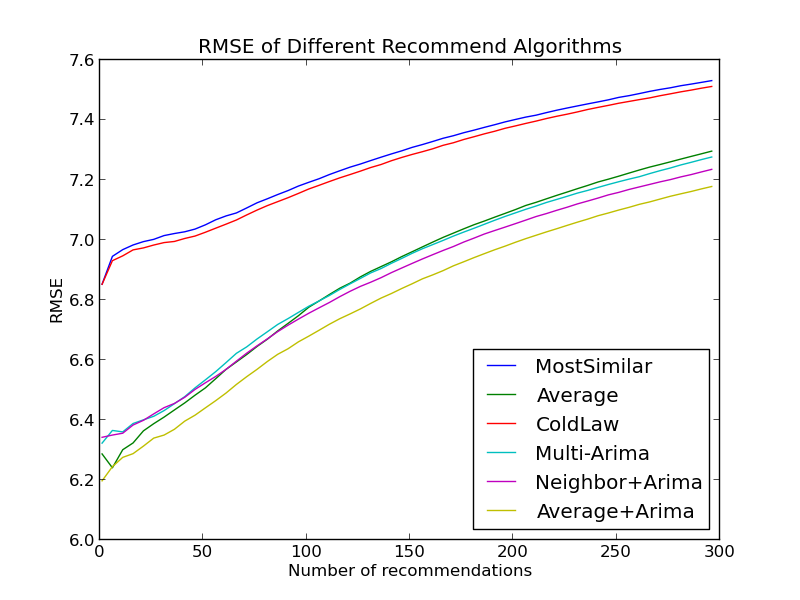 RMSE of Different Recommend Algorithms
7.6
7.4
7.2
7.0
6.8
6.6
6.4
6.2
6.0
RMSE
MostSimilar
Average
ColdLaw
Multi-Arima
Neighbor+Arima
Average+Arima
0 50 100 150 200 250 300
Number of recommendations